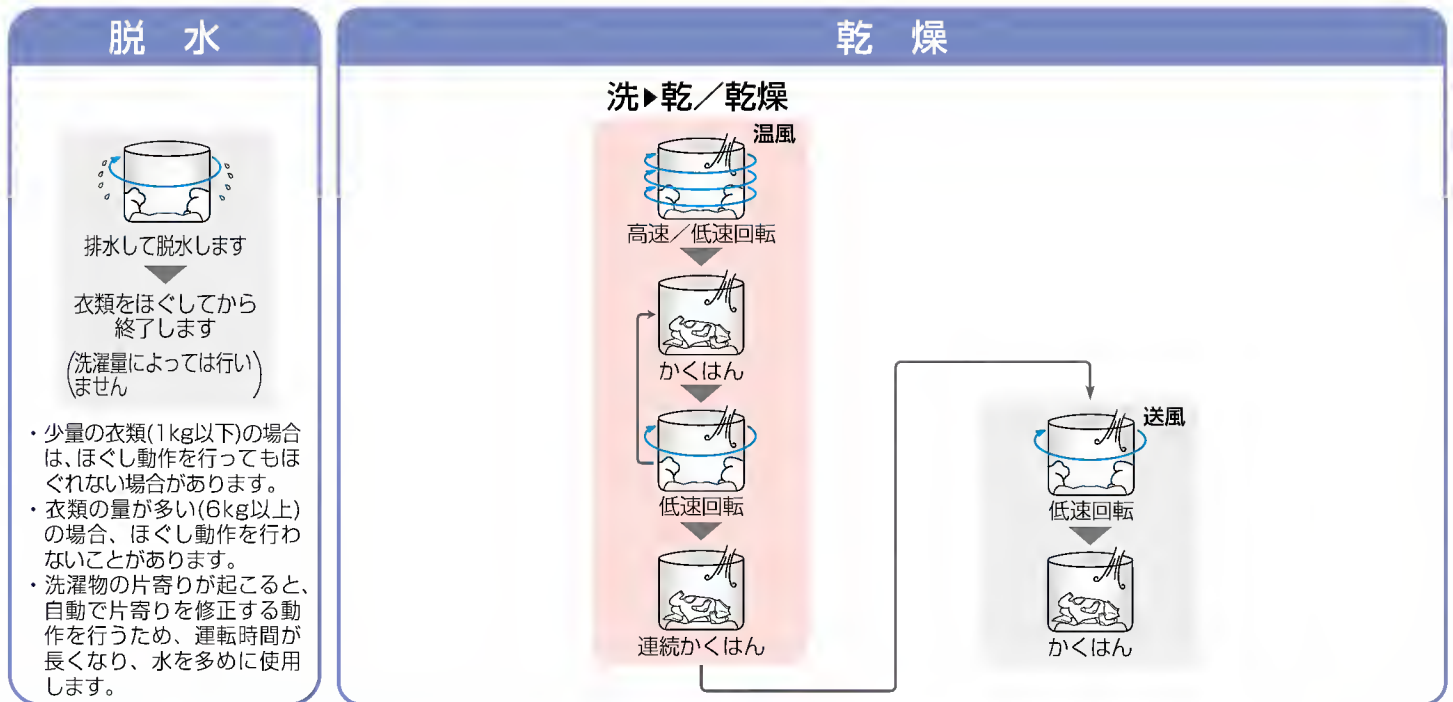 脱 水
排水して脱水します
衣類をほぐしてから
終了します
(洗濯量によっては行い
ません)
・少量の衣類(1kg以下)の場合
は、ほぐし動作を行ってもほ
ぐれない場合があります。
・衣類の量が多い(6kg以上)
の場合、ほぐし動作を行わ
ないことがあります。
・洗濯物の片寄りが起こると、
自動で片寄りを修正する動
作を行うため、運転時間が
長くなり、水を多めに使用
します。
乾 燥
洗▶乾／乾燥
温風
高速／低速回転
かくはん
低速回転
連続かくはん
送風
低速回転
かくはん